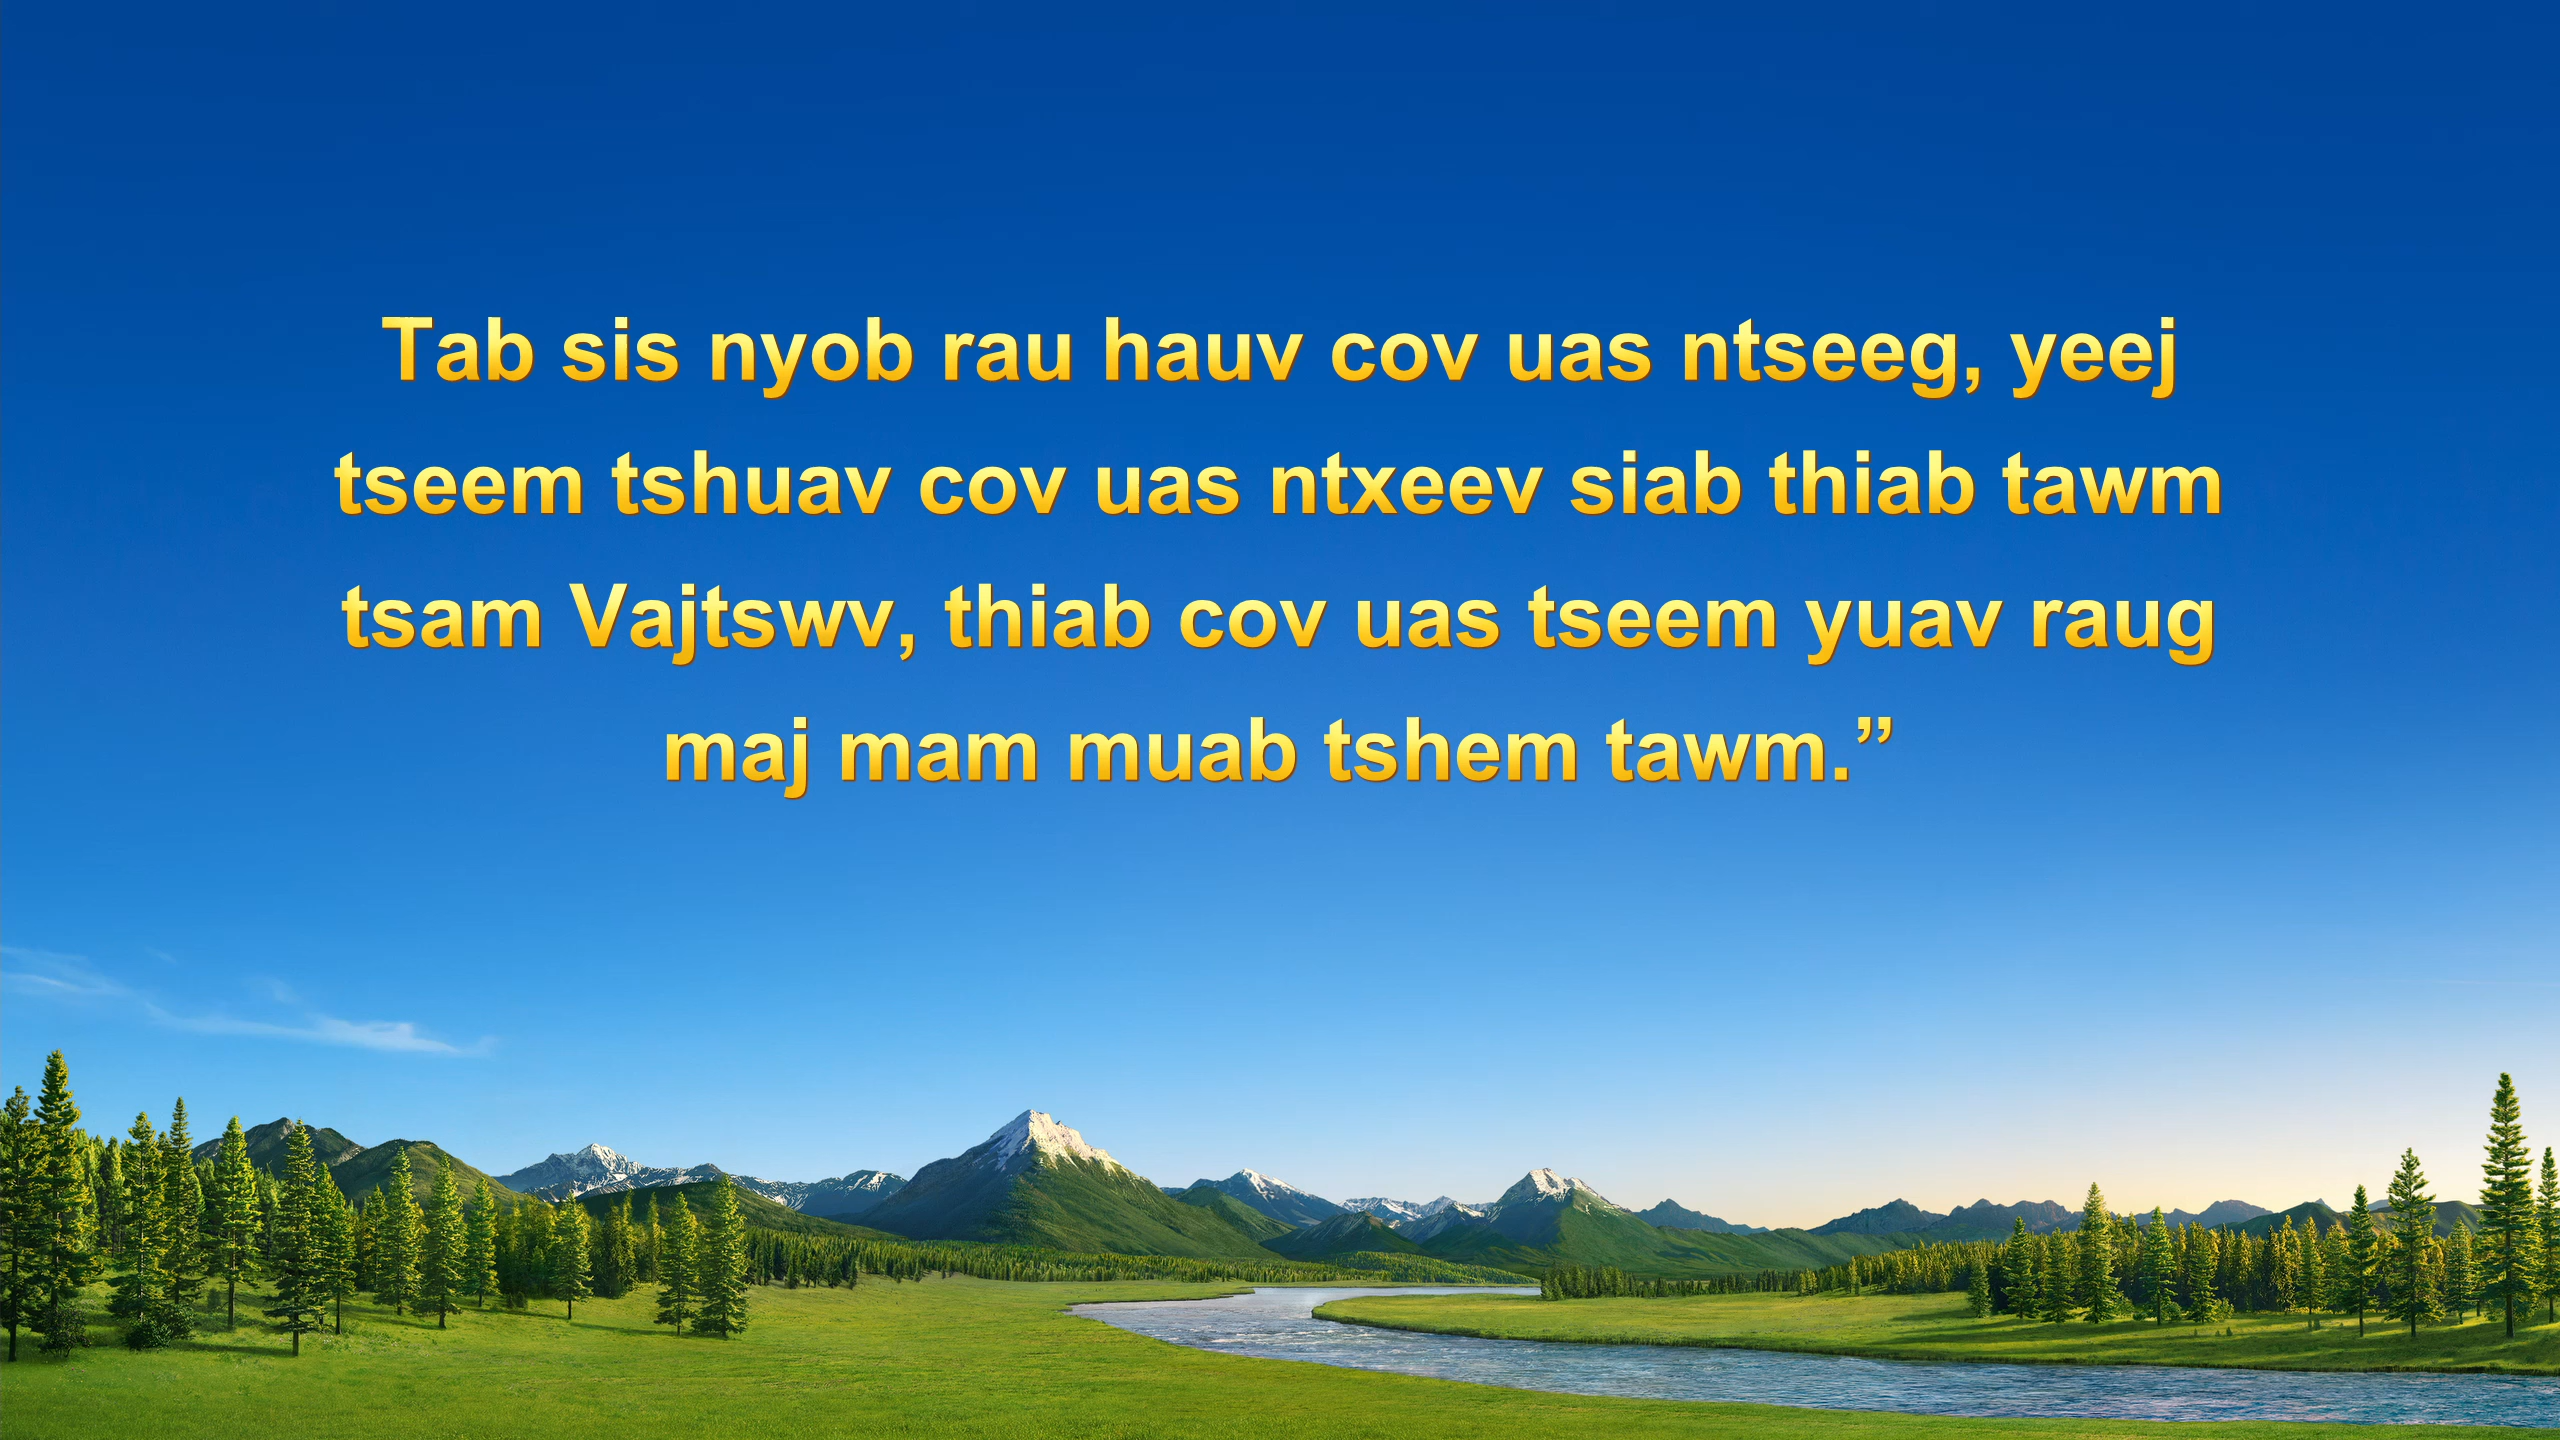 Tab sis nyob rau hauv cov uas ntseeg, yeej
tseem tshuav cov uas ntxeev siab thiab tawm
tsam Vajtswv, thiab cov uas tseem yuav raug
maj mam muab tshem tawm.”